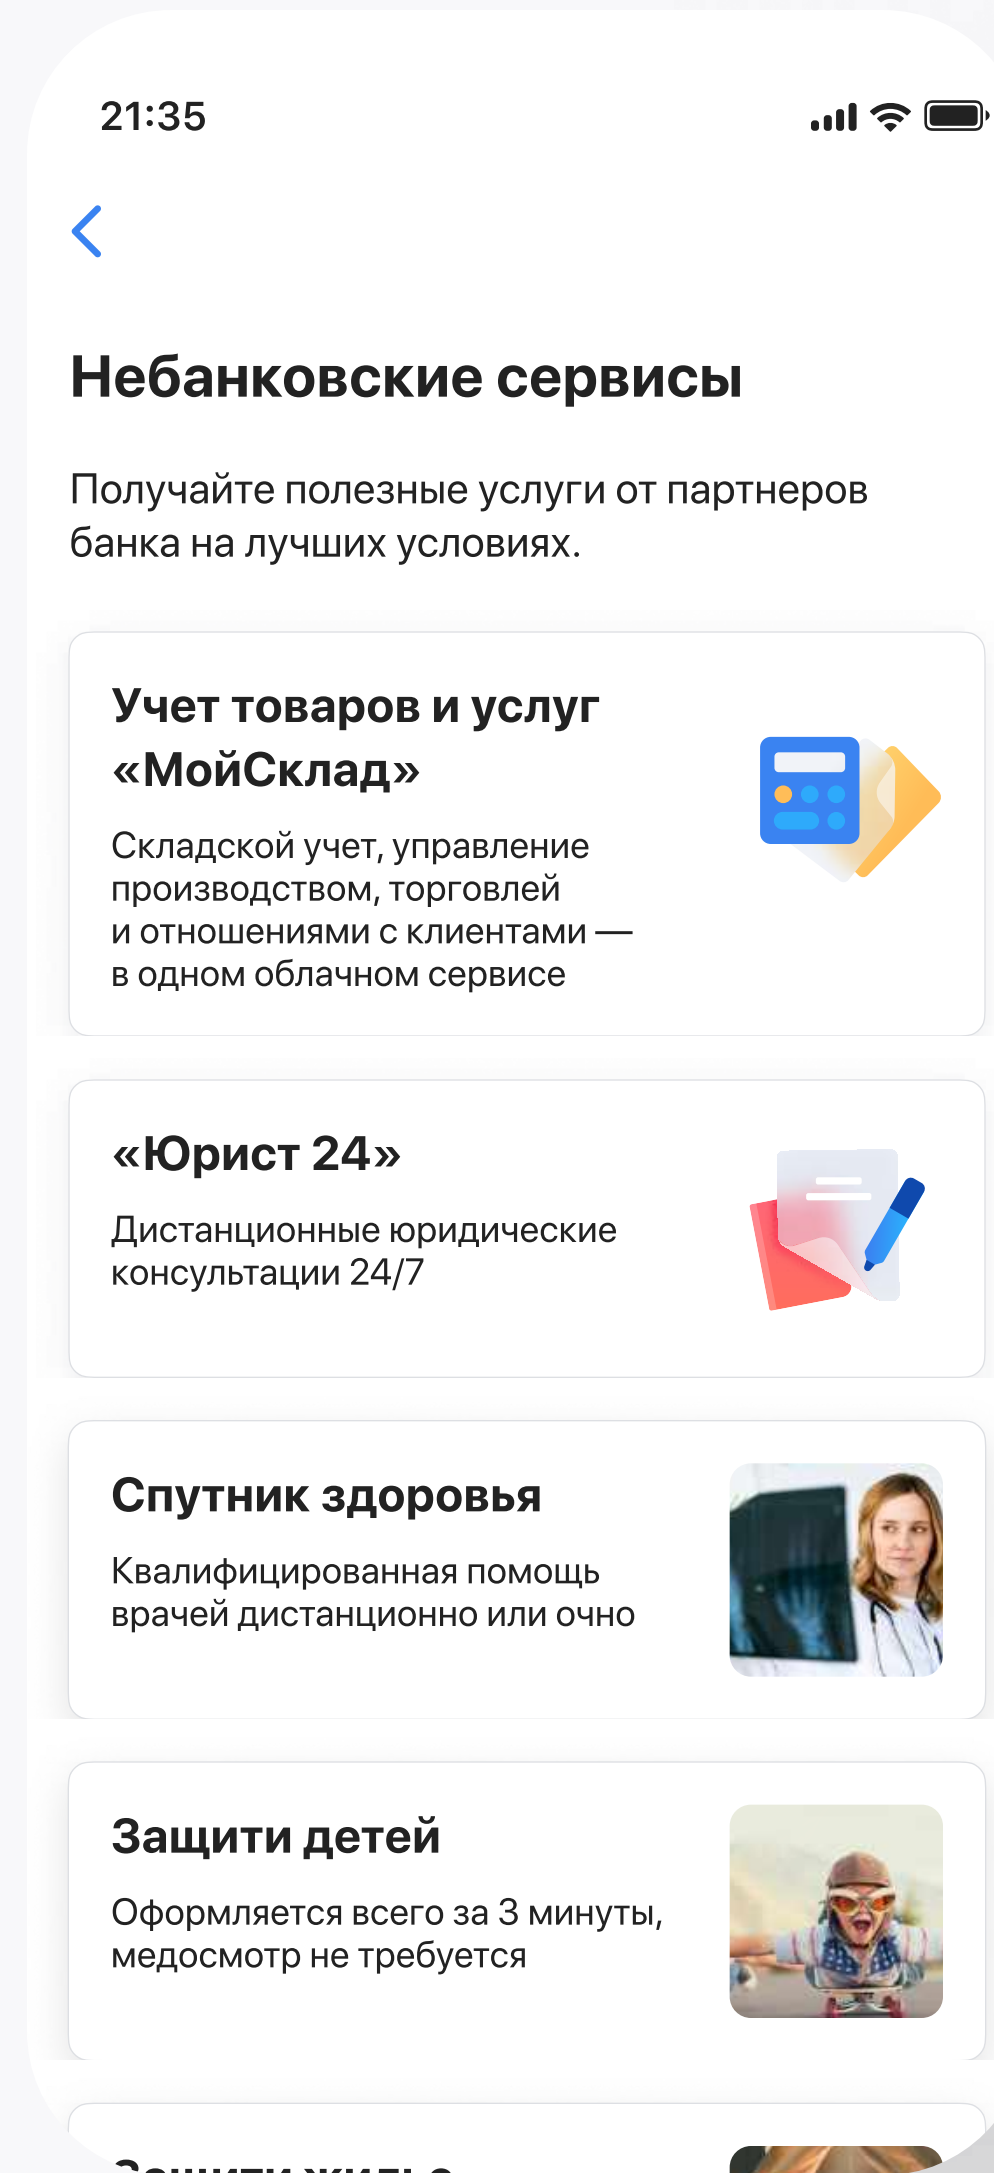 21:35
Небанковские сервисы
Получайте полезные услуги от партнеров
банка на лучших условиях.
Учет товаров и услуг
«МойСклад»
Складской учет, управление
производством, торговлей
и отношениями с клиентами —
в одном облачном сервисе
«Юрист 24»
Дистанционные юридические
консультации 24/7
Спутник здоровья
Квалифицированная помощь
врачей дистанционно или очно
Защити детей
Оформляется всего за 3 минуты,
медосмотр не требуется
Защити жилье